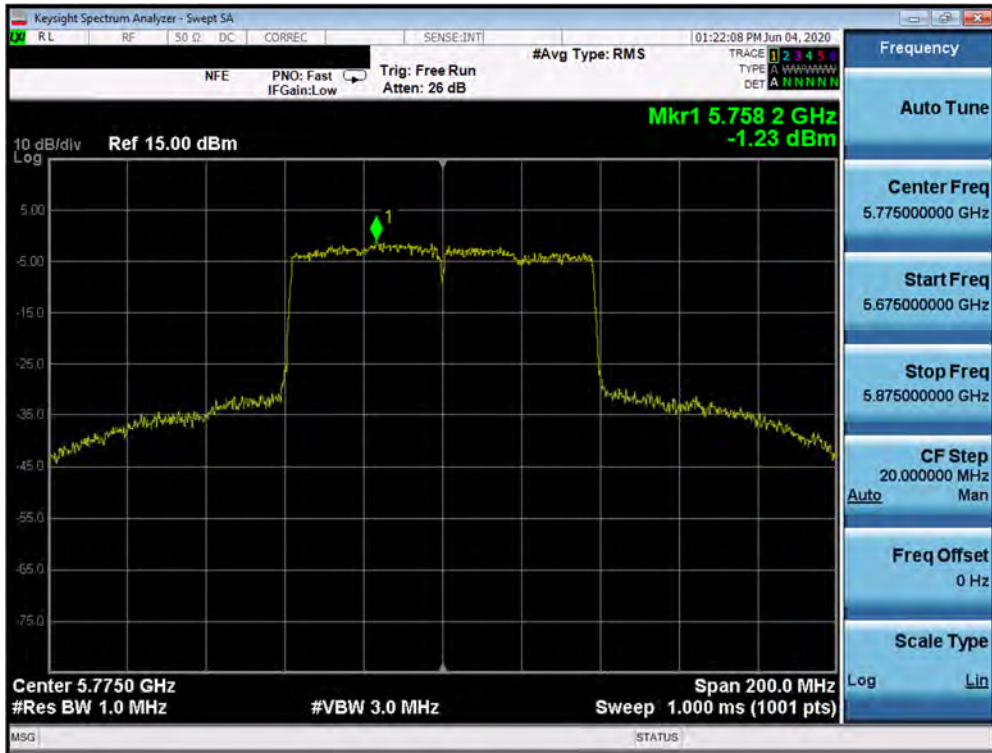 Keysight Spectrum Analyzer - Swept SA
RL RF 50 Ω DC CORREC SENSE:INT 01:22:08 PM Jun 04, 2020
NFE PNO: Fast Trig: Free Run #Avg Type: RMS TRACE 1 2 3 4 5 6
IFGain:Low Atten: 26 dB TYPE A WWWWW
DET A N N N N N
Mkr1 5.758 2 GHz
-1.23 dBm
10 dB/div Ref 15.00 dBm
Log
1
5.00
-5.00
-15.0
-25.0
-35.0
-45.0
-55.0
-65.0
-75.0
Center 5.7750 GHz Span 200.0 MHz
#Res BW 1.0 MHz #VBW 3.0 MHz Sweep 1.000 ms (1001 pts)
MSG STATUS
Frequency
Auto Tune
Center Freq
5.775000000 GHz
Start Freq
5.675000000 GHz
Stop Freq
5.875000000 GHz
CF Step
20.000000 MHz
Auto Man
Freq Offset
0 Hz
Scale Type
Log Lin